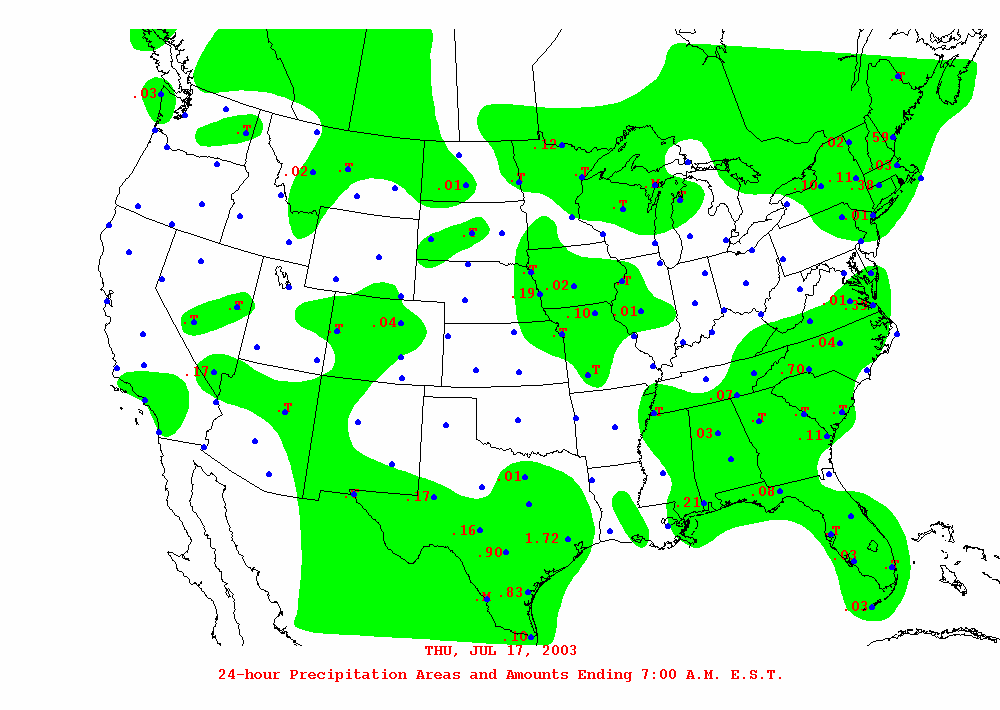 .03
.T
.02
.T
.01
.12
.T
.T
.T
.T
.T
.02
.59
.03
.10 .11 .38
.01
.T
.T
.T
.T
.19 .02
.T
.10 .01
.T
.T
.T
.04
.17
.T
.01
.04
.70
.07
.T
.03
.T
.T
.T
.11
.T
.17
.01
.16
.90
1.72
.M .83
.10
.21
.08
.T
.03
.T
.03
THU, JUL 17, 2003
24-hour Precipitation Areas and Amounts Ending 7:00 A.M. E.S.T.